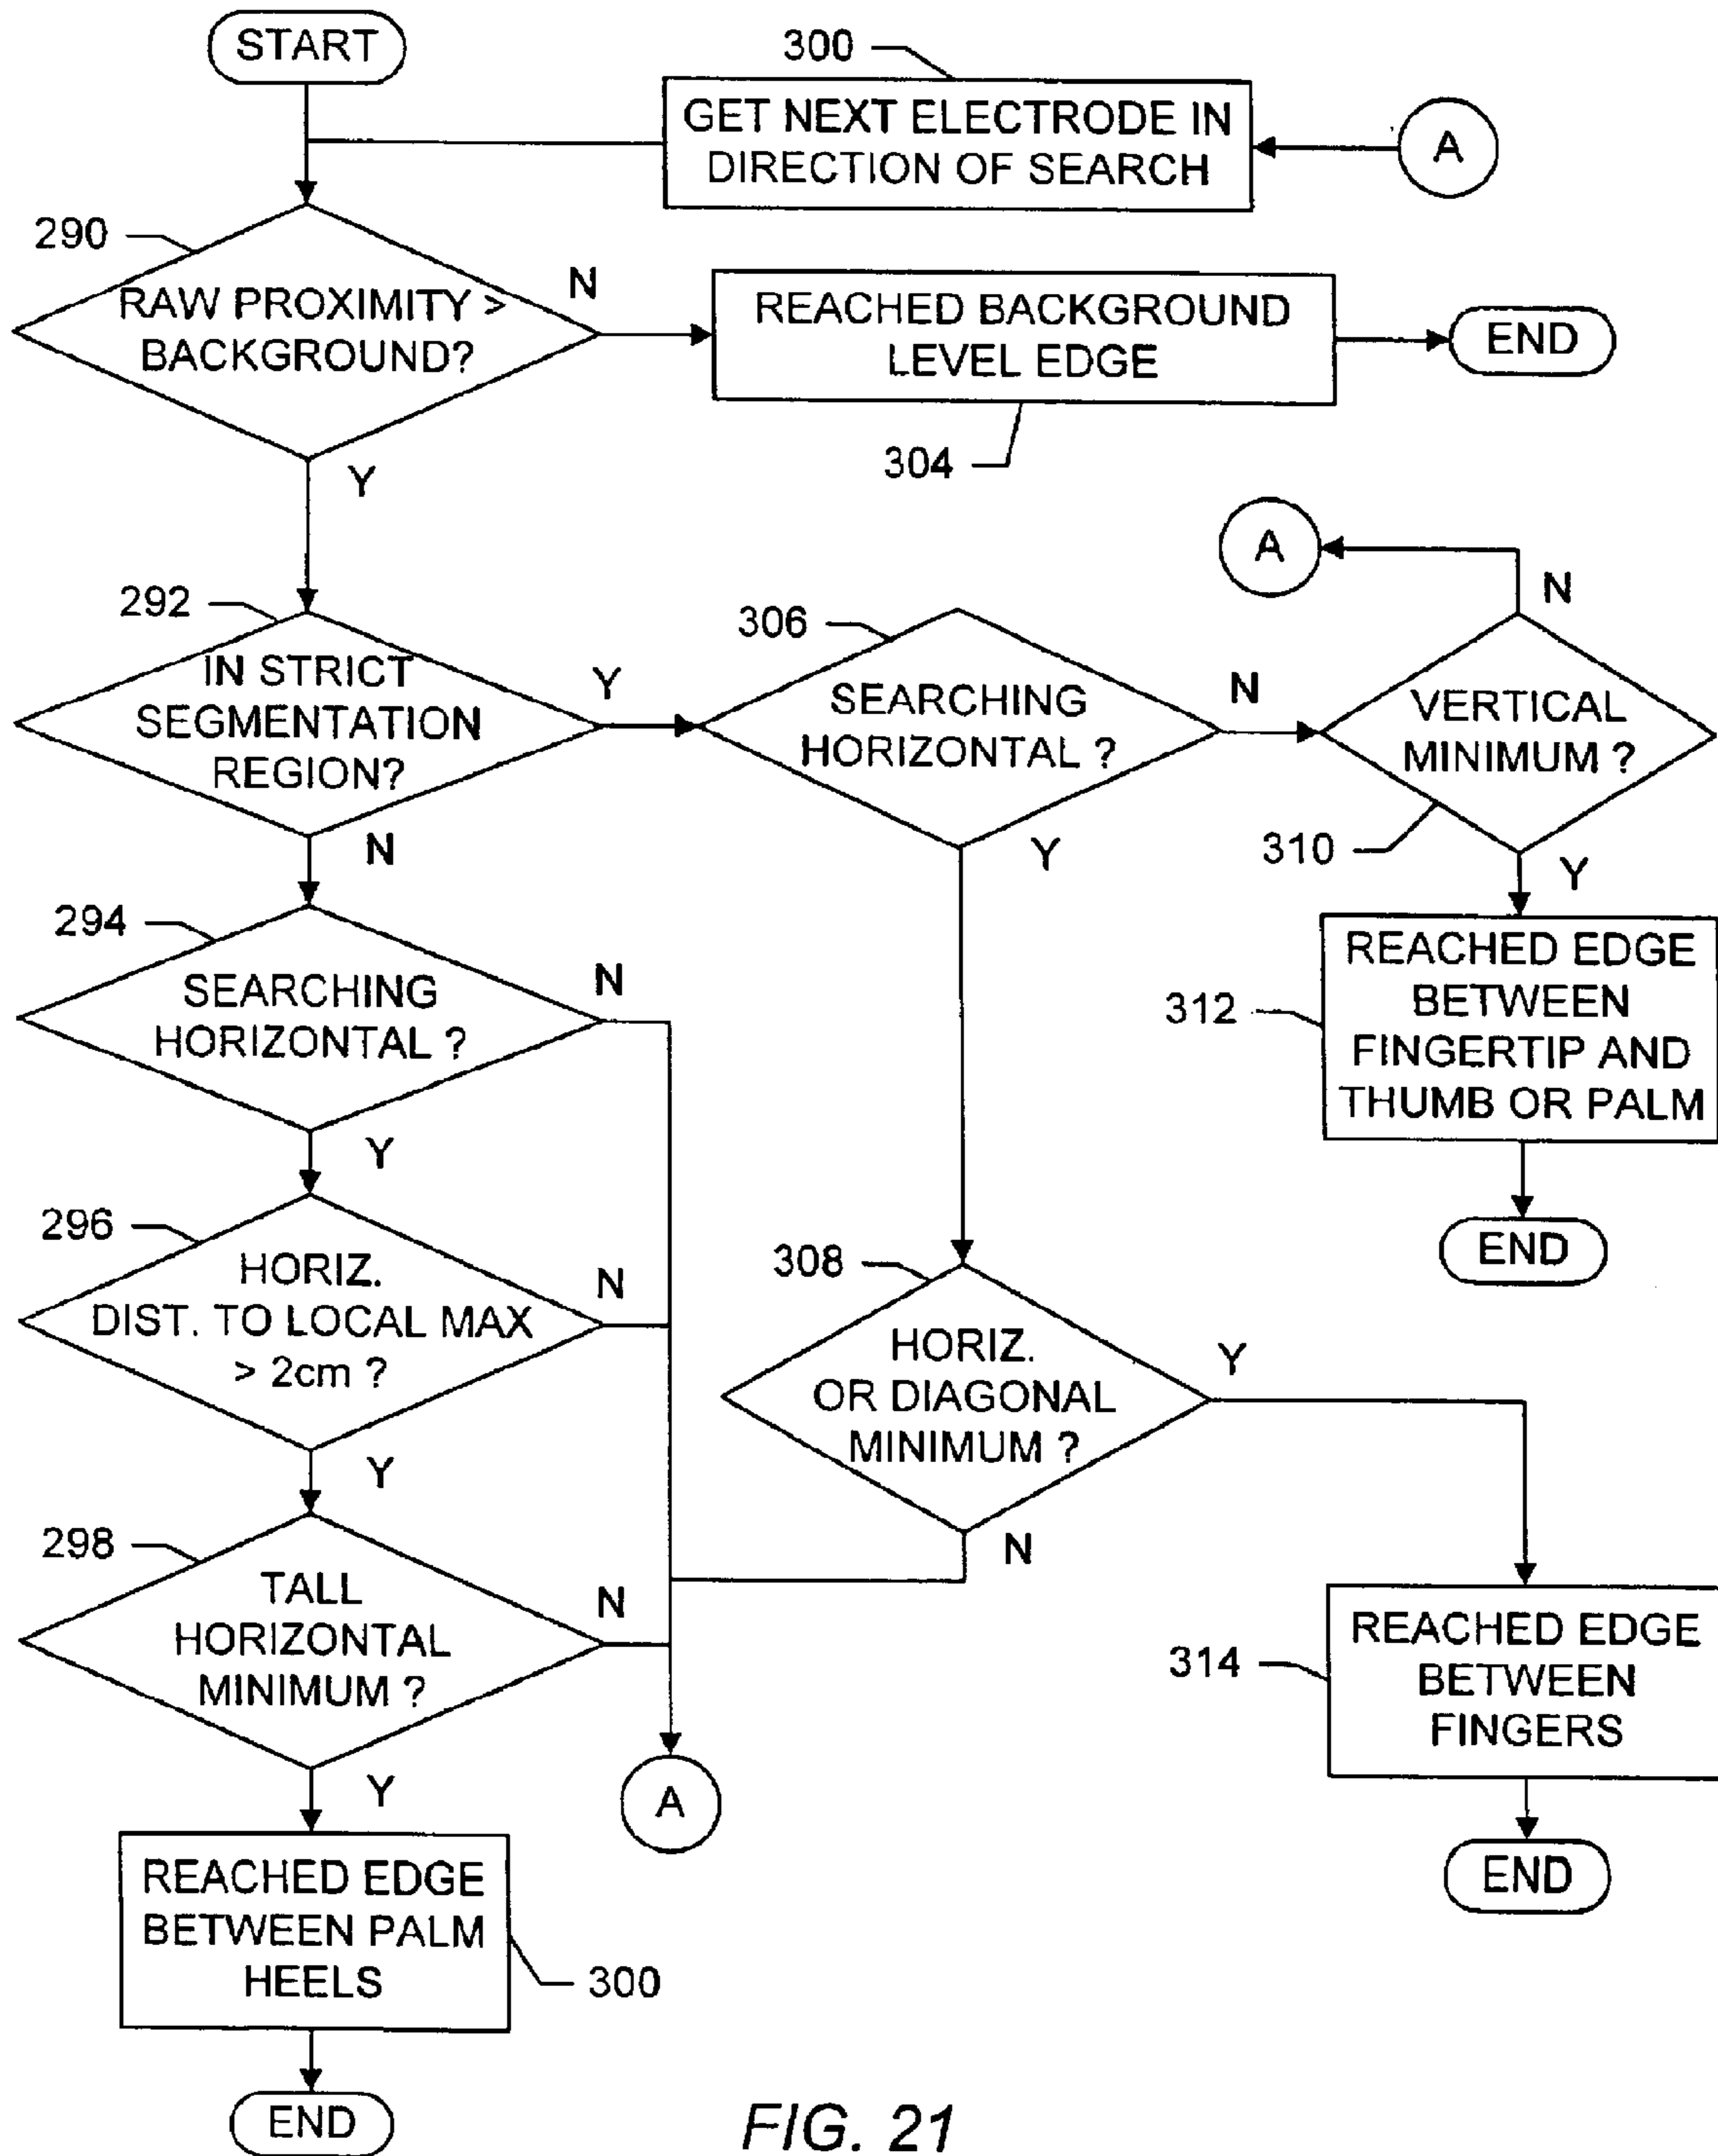 START
300
GET NEXT ELECTRODE IN
DIRECTION OF SEARCH
A
290
RAW PROXIMITY >
BACKGROUND?
N
REACHED BACKGROUND
LEVEL EDGE
END
304
Y
A
N
292
IN STRICT
SEGMENTATION
REGION?
Y
306
SEARCHING
HORIZONTAL ?
N
VERTICAL
MINIMUM ?
310
N
Y
Y
294
SEARCHING
HORIZONTAL ?
N
312
REACHED EDGE
BETWEEN
FINGERTIP AND
THUMB OR PALM
Y
END
296
HORIZ.
DIST. TO LOCAL MAX
> 2cm ?
N
308
HORIZ.
OR DIAGONAL
MINIMUM ?
Y
Y
N
298
TALL
HORIZONTAL
MINIMUM ?
N
314
REACHED EDGE
BETWEEN
FINGERS
Y
A
END
REACHED EDGE
BETWEEN PALM
HEELS
300
END
FIG. 21